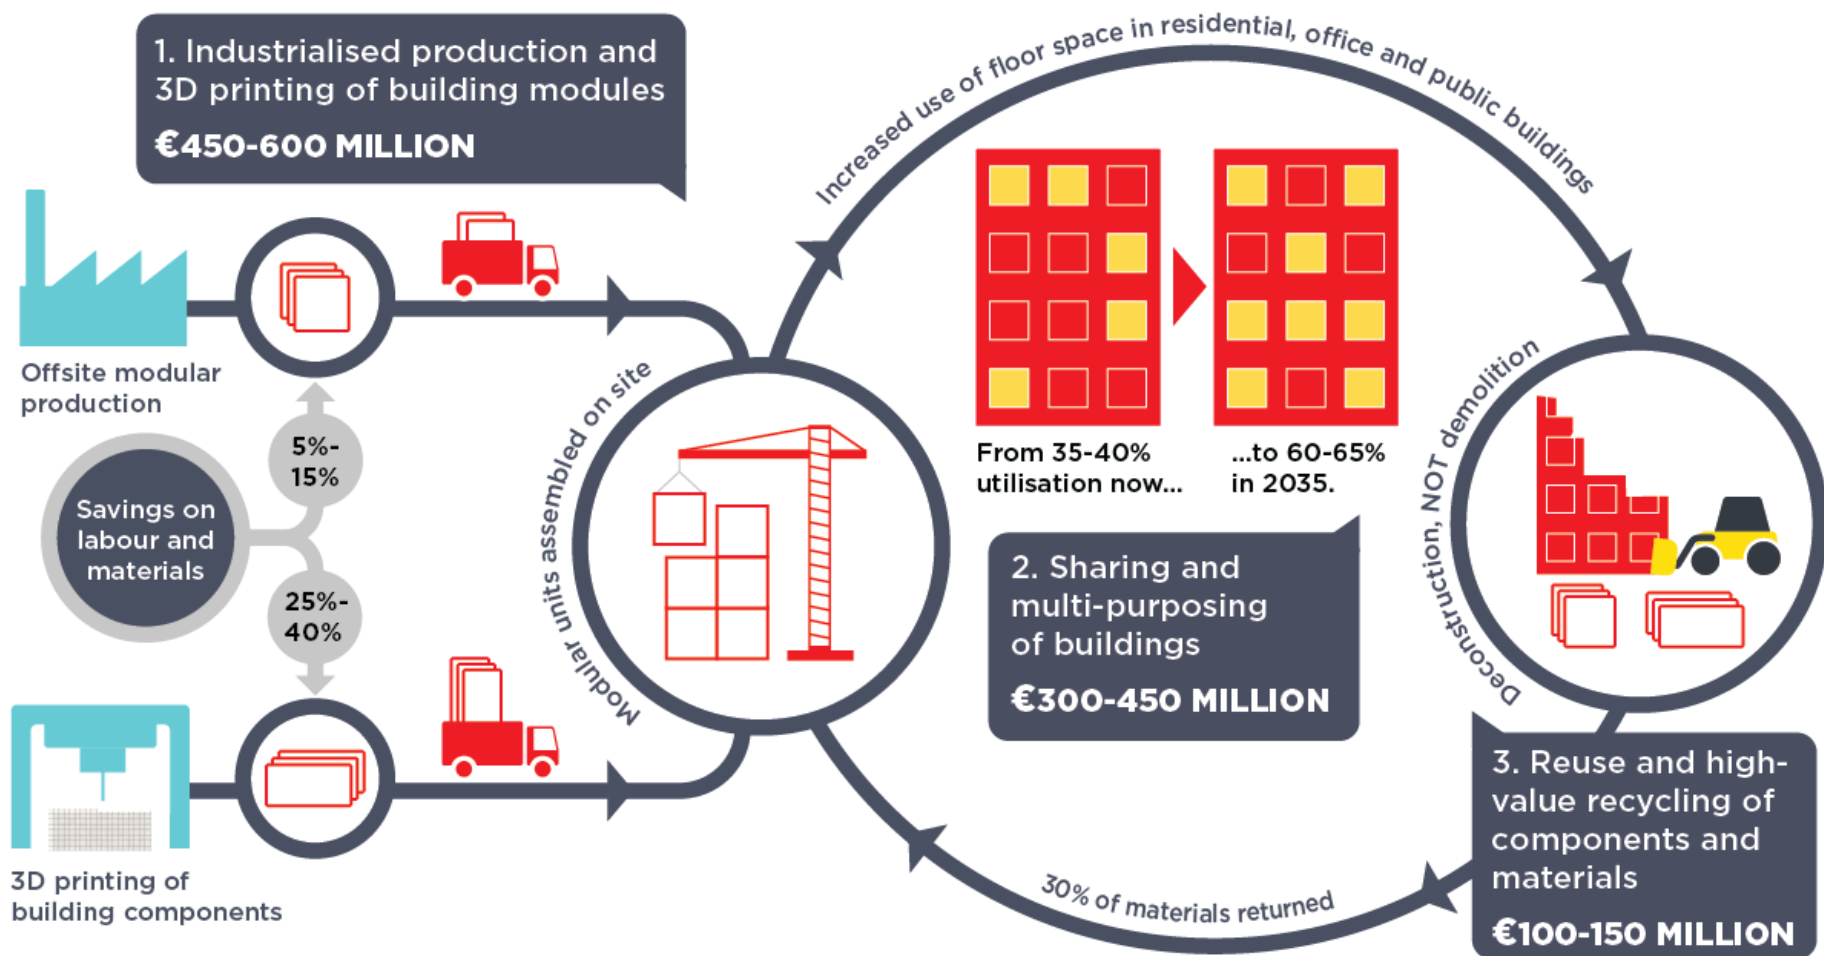 1. Industrialised production and
3D printing of building modules
€450-600 MILLION
Offsite modular
production
Savings on
labour and
materials
5%-
15%
25%-
40%
3D printing of
building components
Modular units assembled on site
Increased use of floor space in residential, office and public buildings
From 35-40%
utilisation now...
...to 60-65%
in 2035.
2. Sharing and
multi-purposing
of buildings
€300-450 MILLION
Deconstruction, NOT demolition
3. Reuse and high-
value recycling of
components and
materials
€100-150 MILLION
30% of materials returned